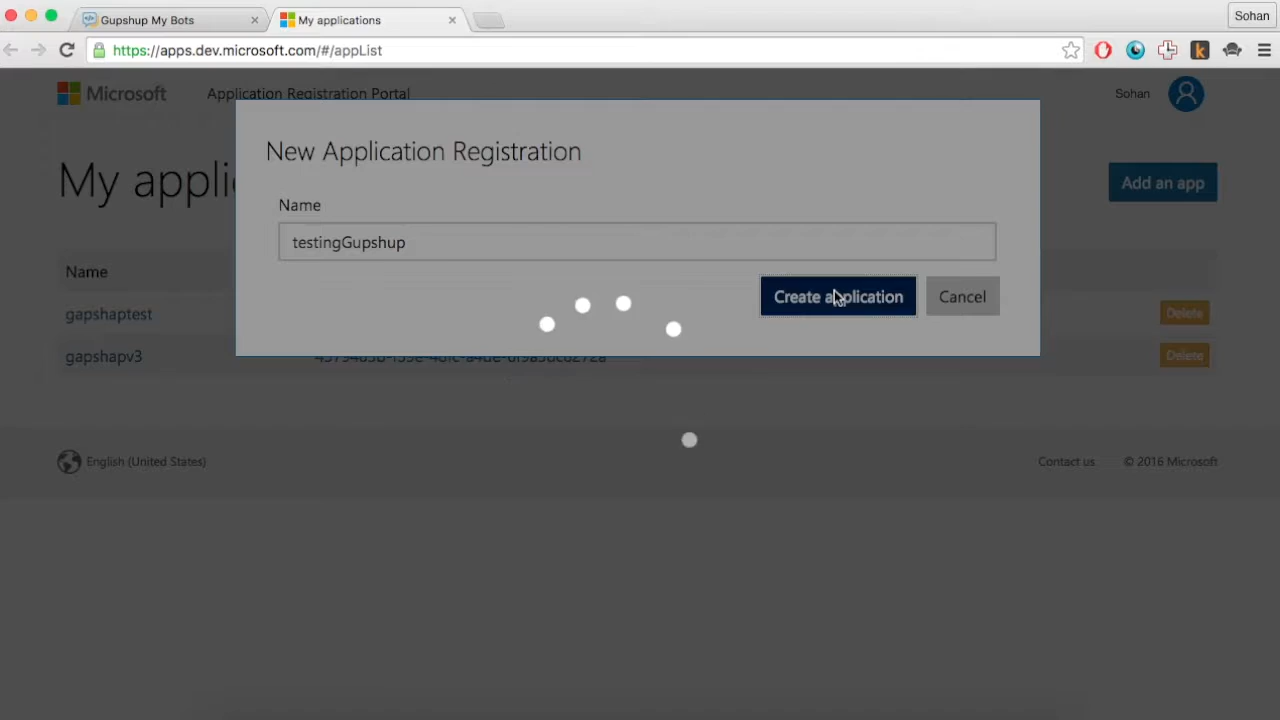 Gupshup My Bots
My applications
Sohan
https://apps.dev.microsoft.com/#/appList
Microsoft
Application Registration Portal
Sohan
My appli
Add an app
New Application Registration
Name
testingGupshup
Create application
Cancel
Name
gapshaptest
Delete
gapshapv3
Delete
English (United States)
Contact us
© 2016 Microsoft